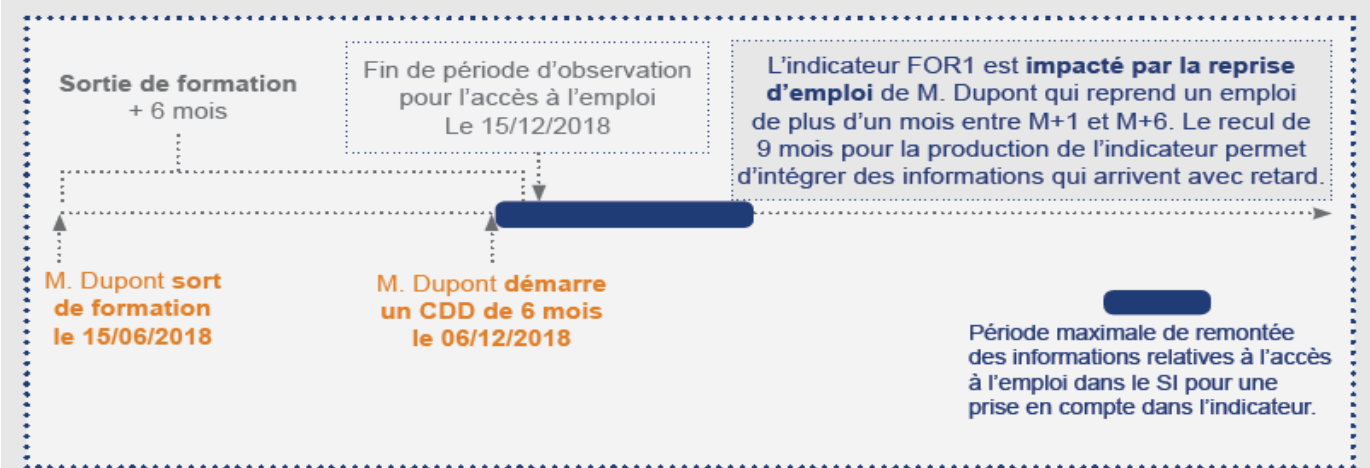 Sortie de formation
+ 6 mois
Fin de période d'observation
pour l'accès à l'emploi
Le 15/12/2018
L'indicateur FOR1 est impacté par la reprise
d'emploi de M. Dupont qui reprend un emploi
de plus d'un mois entre M+1 et M+6. Le recul de
9 mois pour la production de l'indicateur permet
d'intégrer des informations qui arrivent avec retard.
M. Dupont sort
de formation
le 15/06/2018
M. Dupont démarre
un CDD de 6 mois
le 06/12/2018
Période maximale de remontée
des informations relatives à l'accès
à l'emploi dans le SI pour une
prise en compte dans l'indicateur.